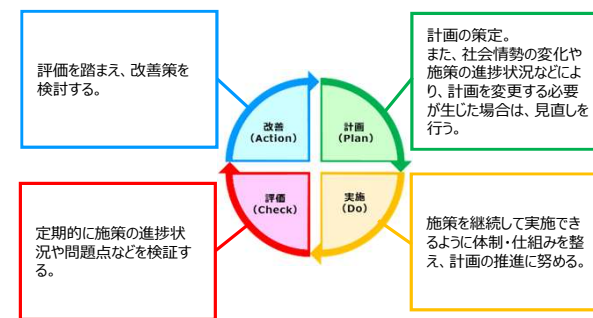 評価を踏まえ、改善策を
検討する。
計画の策定。
また、社会情勢の変化や
施策の進捗状況などによ
り、計画を変更する必要
が生じた場合は、見直しを
行う。
改善
(Action)
計画
(Plan)
評価
(Check)
実施
(Do)
定期的に施策の進捗状
況や問題点などを検証す
る。
施策を継続して実施でき
るように体制・仕組みを整
え、計画の推進に努める。